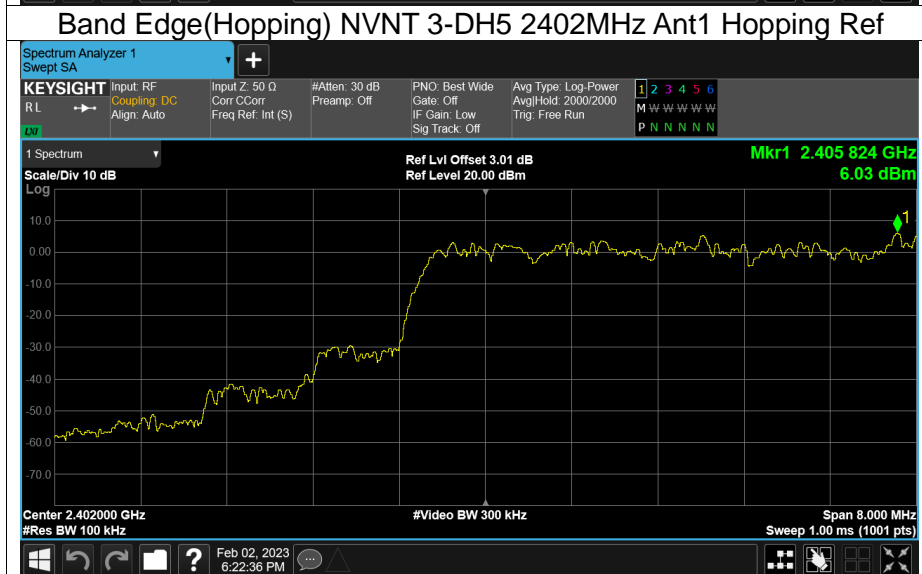 Band Edge(Hopping) NVNT 3-DH5 2402MHz Ant1 Hopping Ref
Spectrum Analyzer 1
Swept SA
+
KEYSIGHT
R L
LXI
Input: RF
Coupling: DC
Align: Auto
Input Z: 50 Ω
Corr CCorr
Freq Ref: Int (S)
#Atten: 30 dB
Preamp: Off
PNO: Best Wide
Gate: Off
IF Gain: Low
Sig Track: Off
Avg Type: Log-Power
Avg|Hold: 2000/2000
Trig: Free Run
1 2 3 4 5 6
M W W W W W
P N N N N N
1 Spectrum
Scale/Div 10 dB
Ref Lvl Offset 3.01 dB
Ref Level 20.00 dBm
Mkr1 2.405 824 GHz
6.03 dBm
Log
1
10.0
0.00
-10.0
-20.0
-30.0
-40.0
-50.0
-60.0
-70.0
Center 2.402000 GHz
#Res BW 100 kHz
#Video BW 300 kHz
Span 8.000 MHz
Sweep 1.00 ms (1001 pts)
?
Feb 02, 2023
6:22:36 PM